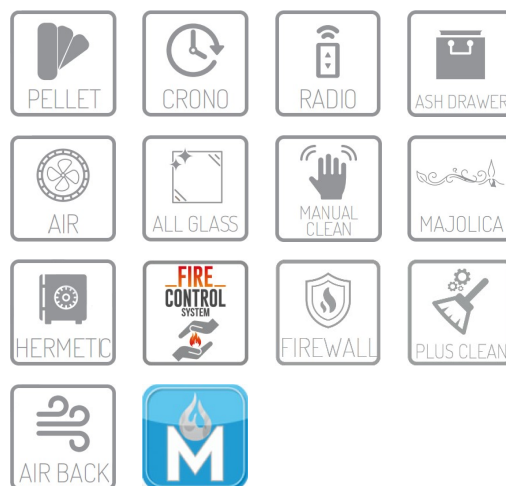 PELLET
CRONO
RADIO
ASH DRAWER
AIR
ALL GLASS
MANUAL
CLEAN
MAJOLICA
HERMETIC
FIRE
CONTROL
SYSTEM
FIREWALL
PLUS CLEAN
AIR BACK
M